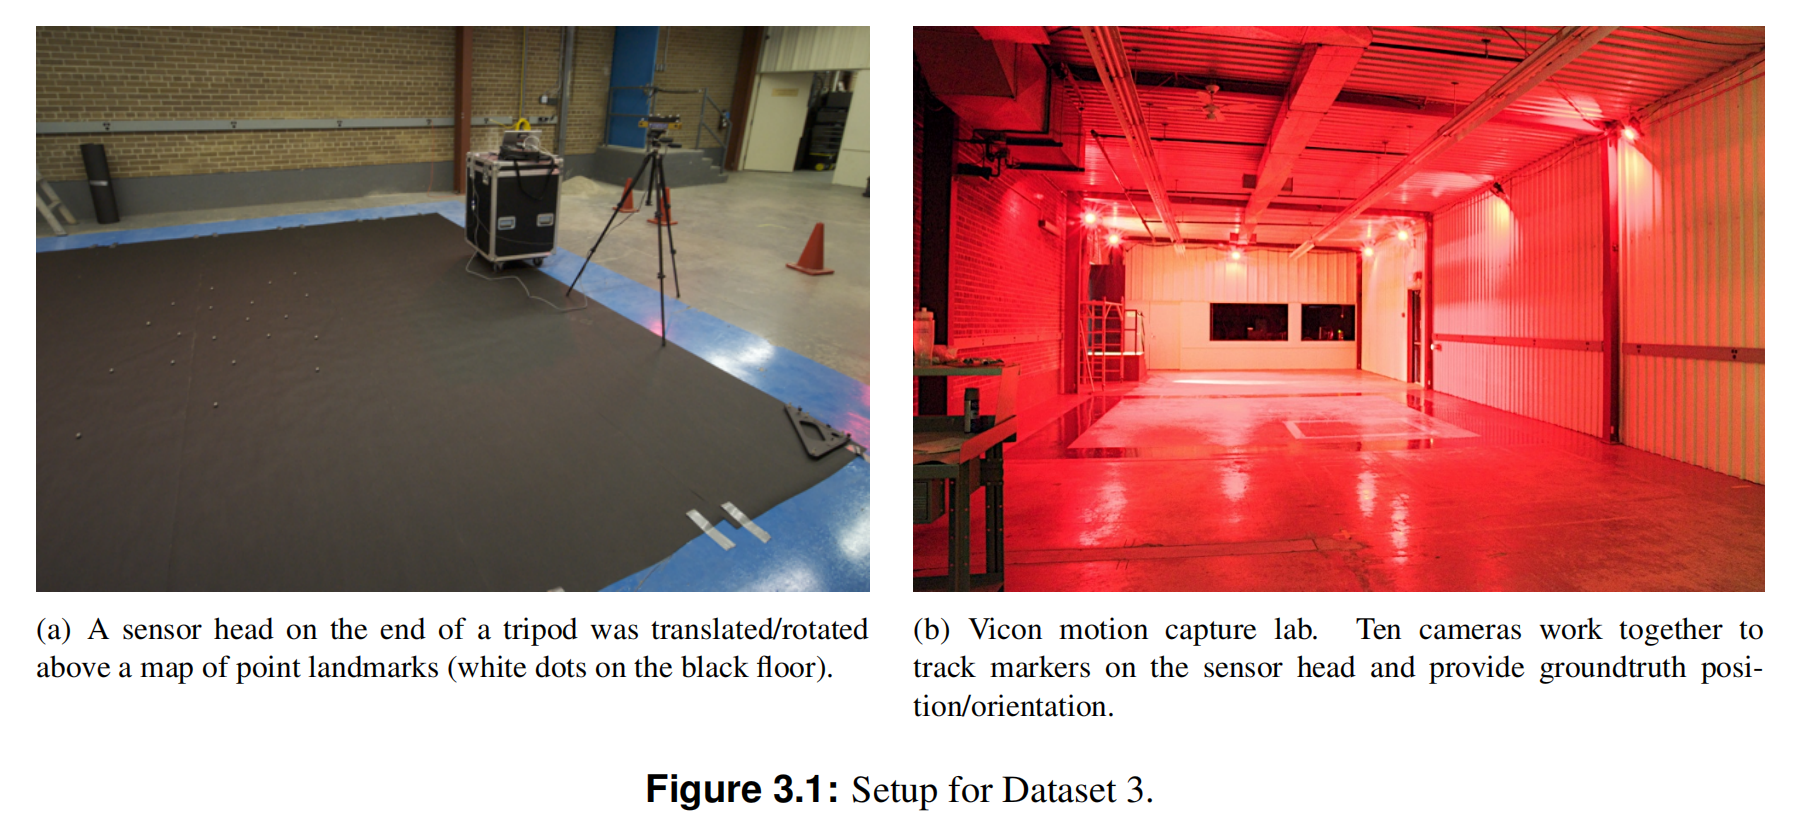 (a) A sensor head on the end of a tripod was translated/rotated
above a map of point landmarks (white dots on the black floor).
(b) Vicon motion capture lab. Ten cameras work together to
track markers on the sensor head and provide groundtruth posi-
tion/orientation.
Figure 3.1: Setup for Dataset 3.